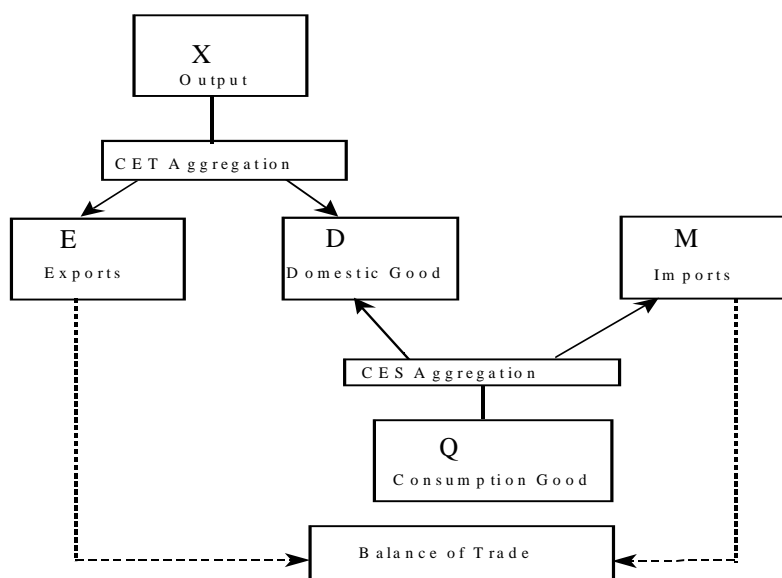 X
Output
CET Aggregation
E
Exports
D
Domestic Good
M
Imports
CES Aggregation
Q
Consumption Good
Balance of Trade